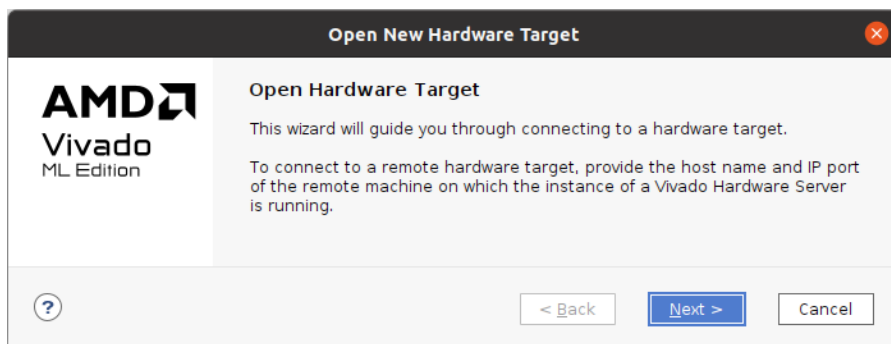 Open New Hardware Target
AMD
Vivado
ML Edition
Open Hardware Target
This wizard will guide you through connecting to a hardware target.
To connect to a remote hardware target, provide the host name and IP port
of the remote machine on which the instance of a Vivado Hardware Server
is running.
?
< Back
Next >
Cancel